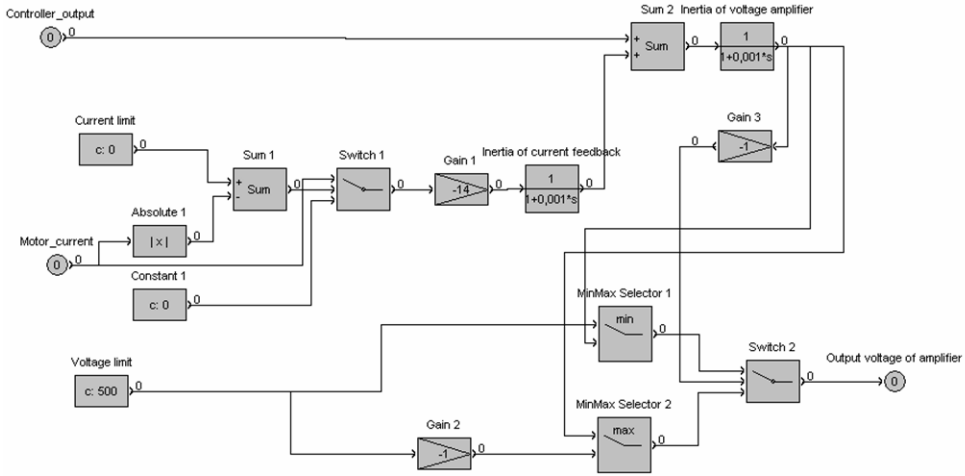 Controller_output
0
0
Sum 2
+
+
Sum
0
Inertia of voltage amplifier
1
1+0,001*s
0
Current limit
c: 0
0
Sum 1
+
-
Sum
0
Switch 1
0
Gain 1
-14
0
Inertia of current feedback
1
1+0,001*s
0
Gain 3
-1
0
Absolute 1
| x |
0
Motor_current
0
0
Constant 1
c: 0
0
MinMax Selector 1
min
0
Voltage limit
c: 500
0
Switch 2
0
Output voltage of amplifier
0
MinMax Selector 2
max
0
Gain 2
-1
0